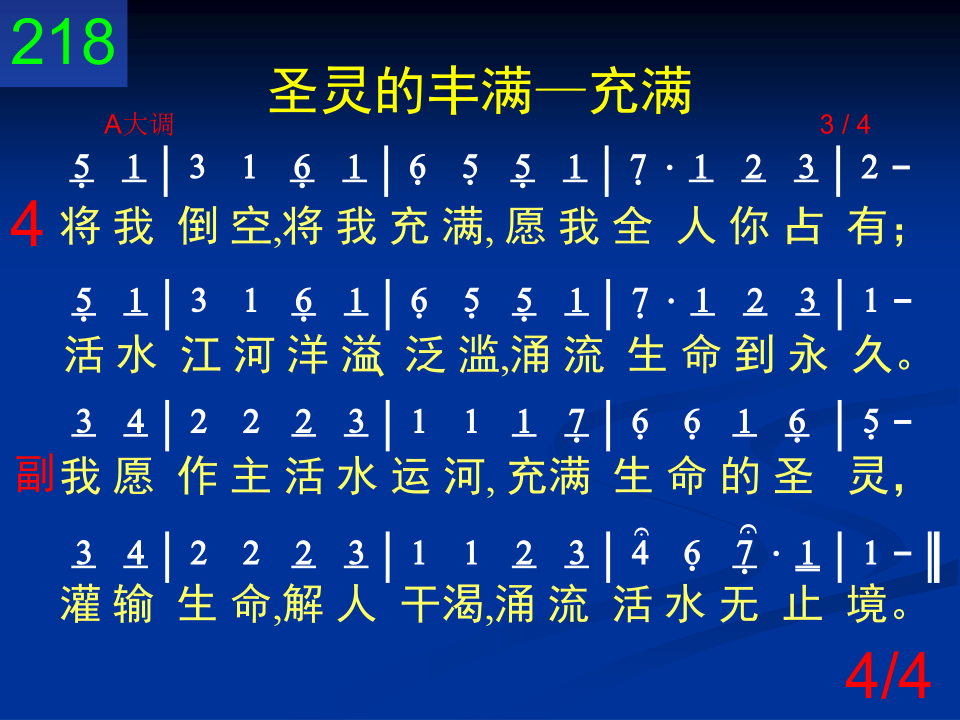 218
圣灵的丰满—充满
A大调 3 / 4
5̣ 1 | 3 1 6̣ 1 | 6̣ 5̣ 5̣ 1 | 7̣ · 1 2 3 | 2 –
4 将 我 倒 空,将 我 充 满, 愿 我 全 人 你 占 有;
5̣ 1 | 3 1 6̣ 1 | 6̣ 5̣ 5̣ 1 | 7̣ · 1 2 3 | 1 –
活 水 江 河 洋 溢、 泛 滥,涌 流 生 命 到 永 久。
3 4 | 2 2 2 3 | 1 1 1 7̣ | 6̣ 6̣ 1 6̣ | 5̣ –
副 我 愿 作 主 活 水 运 河, 充满 生 命 的 圣 灵,
3 4 | 2 2 2 3 | 1 1 2 3 | 4 6̣ 7̣ · 1 | 1 – ‖
灌 输 生 命,解 人 干渴,涌 流 活 水 无 止 境。
4/4